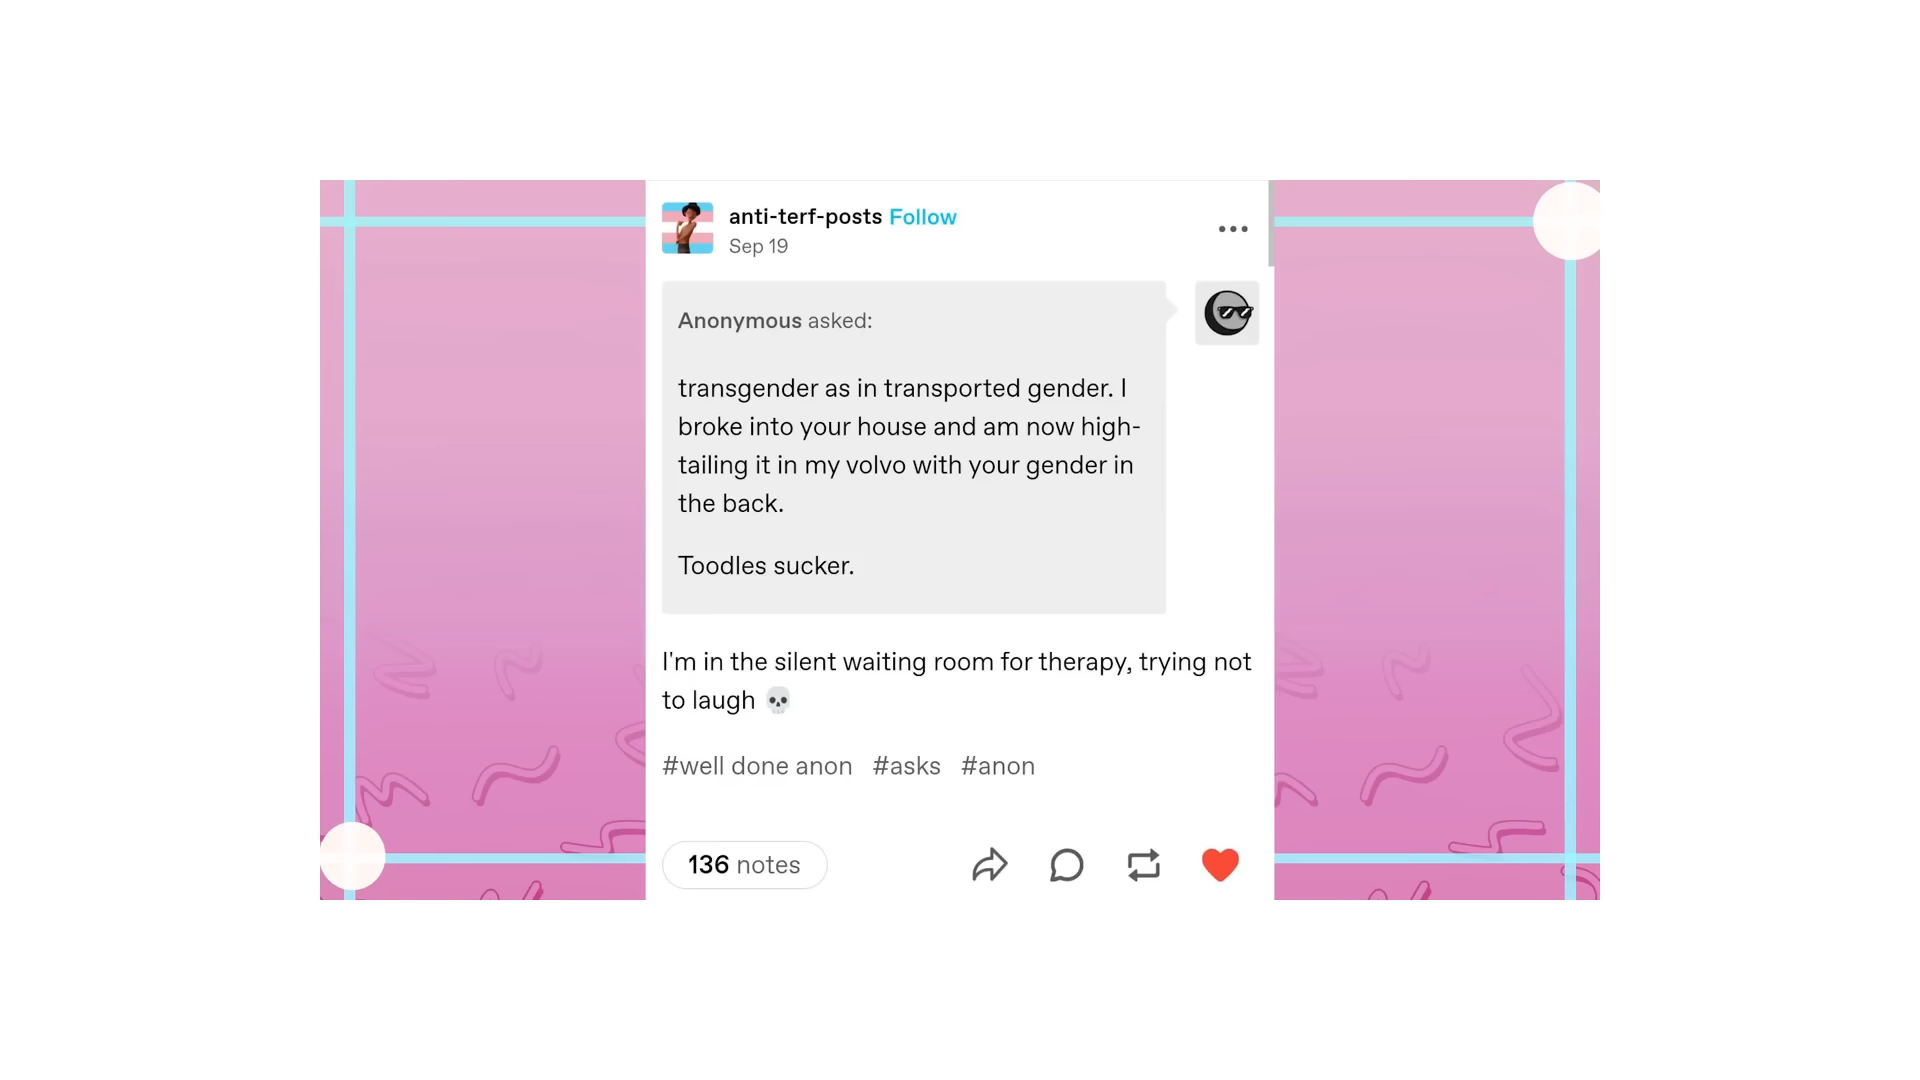 anti-terf-posts Follow
Sep 19
Anonymous asked:
transgender as in transported gender. I
broke into your house and am now high-
tailing it in my volvo with your gender in
the back.
Toodles sucker.
I'm in the silent waiting room for therapy, trying not
to laugh 💀
#well done anon #asks #anon
136 notes